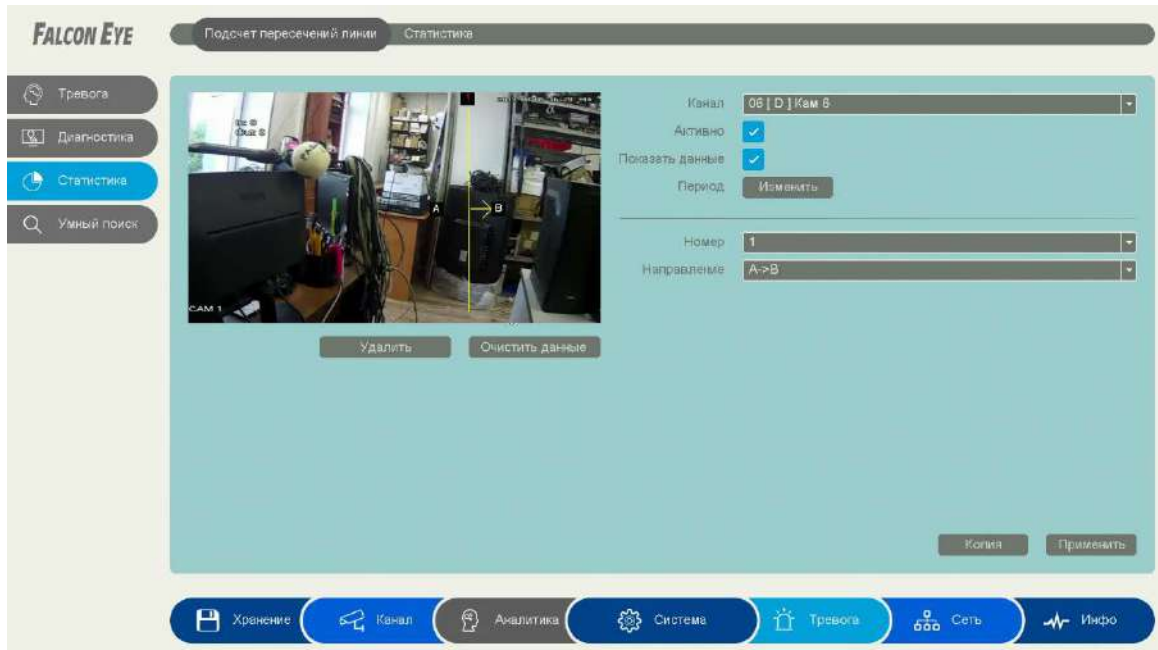 FALCON EYE
Подсчет пересечений линии
Статистика
Тревога
Диагностика
Статистика
Умный поиск
1
A
B
CAM 1
Удалить
Очистить данные
Канал
06 [ D ] Кам 6
Активно
Показать данные
Период
Изменить
Номер
1
Направление
A->B
Копия
Применить
Хранение
Канал
Аналитика
Система
Тревога
Сеть
Инфо